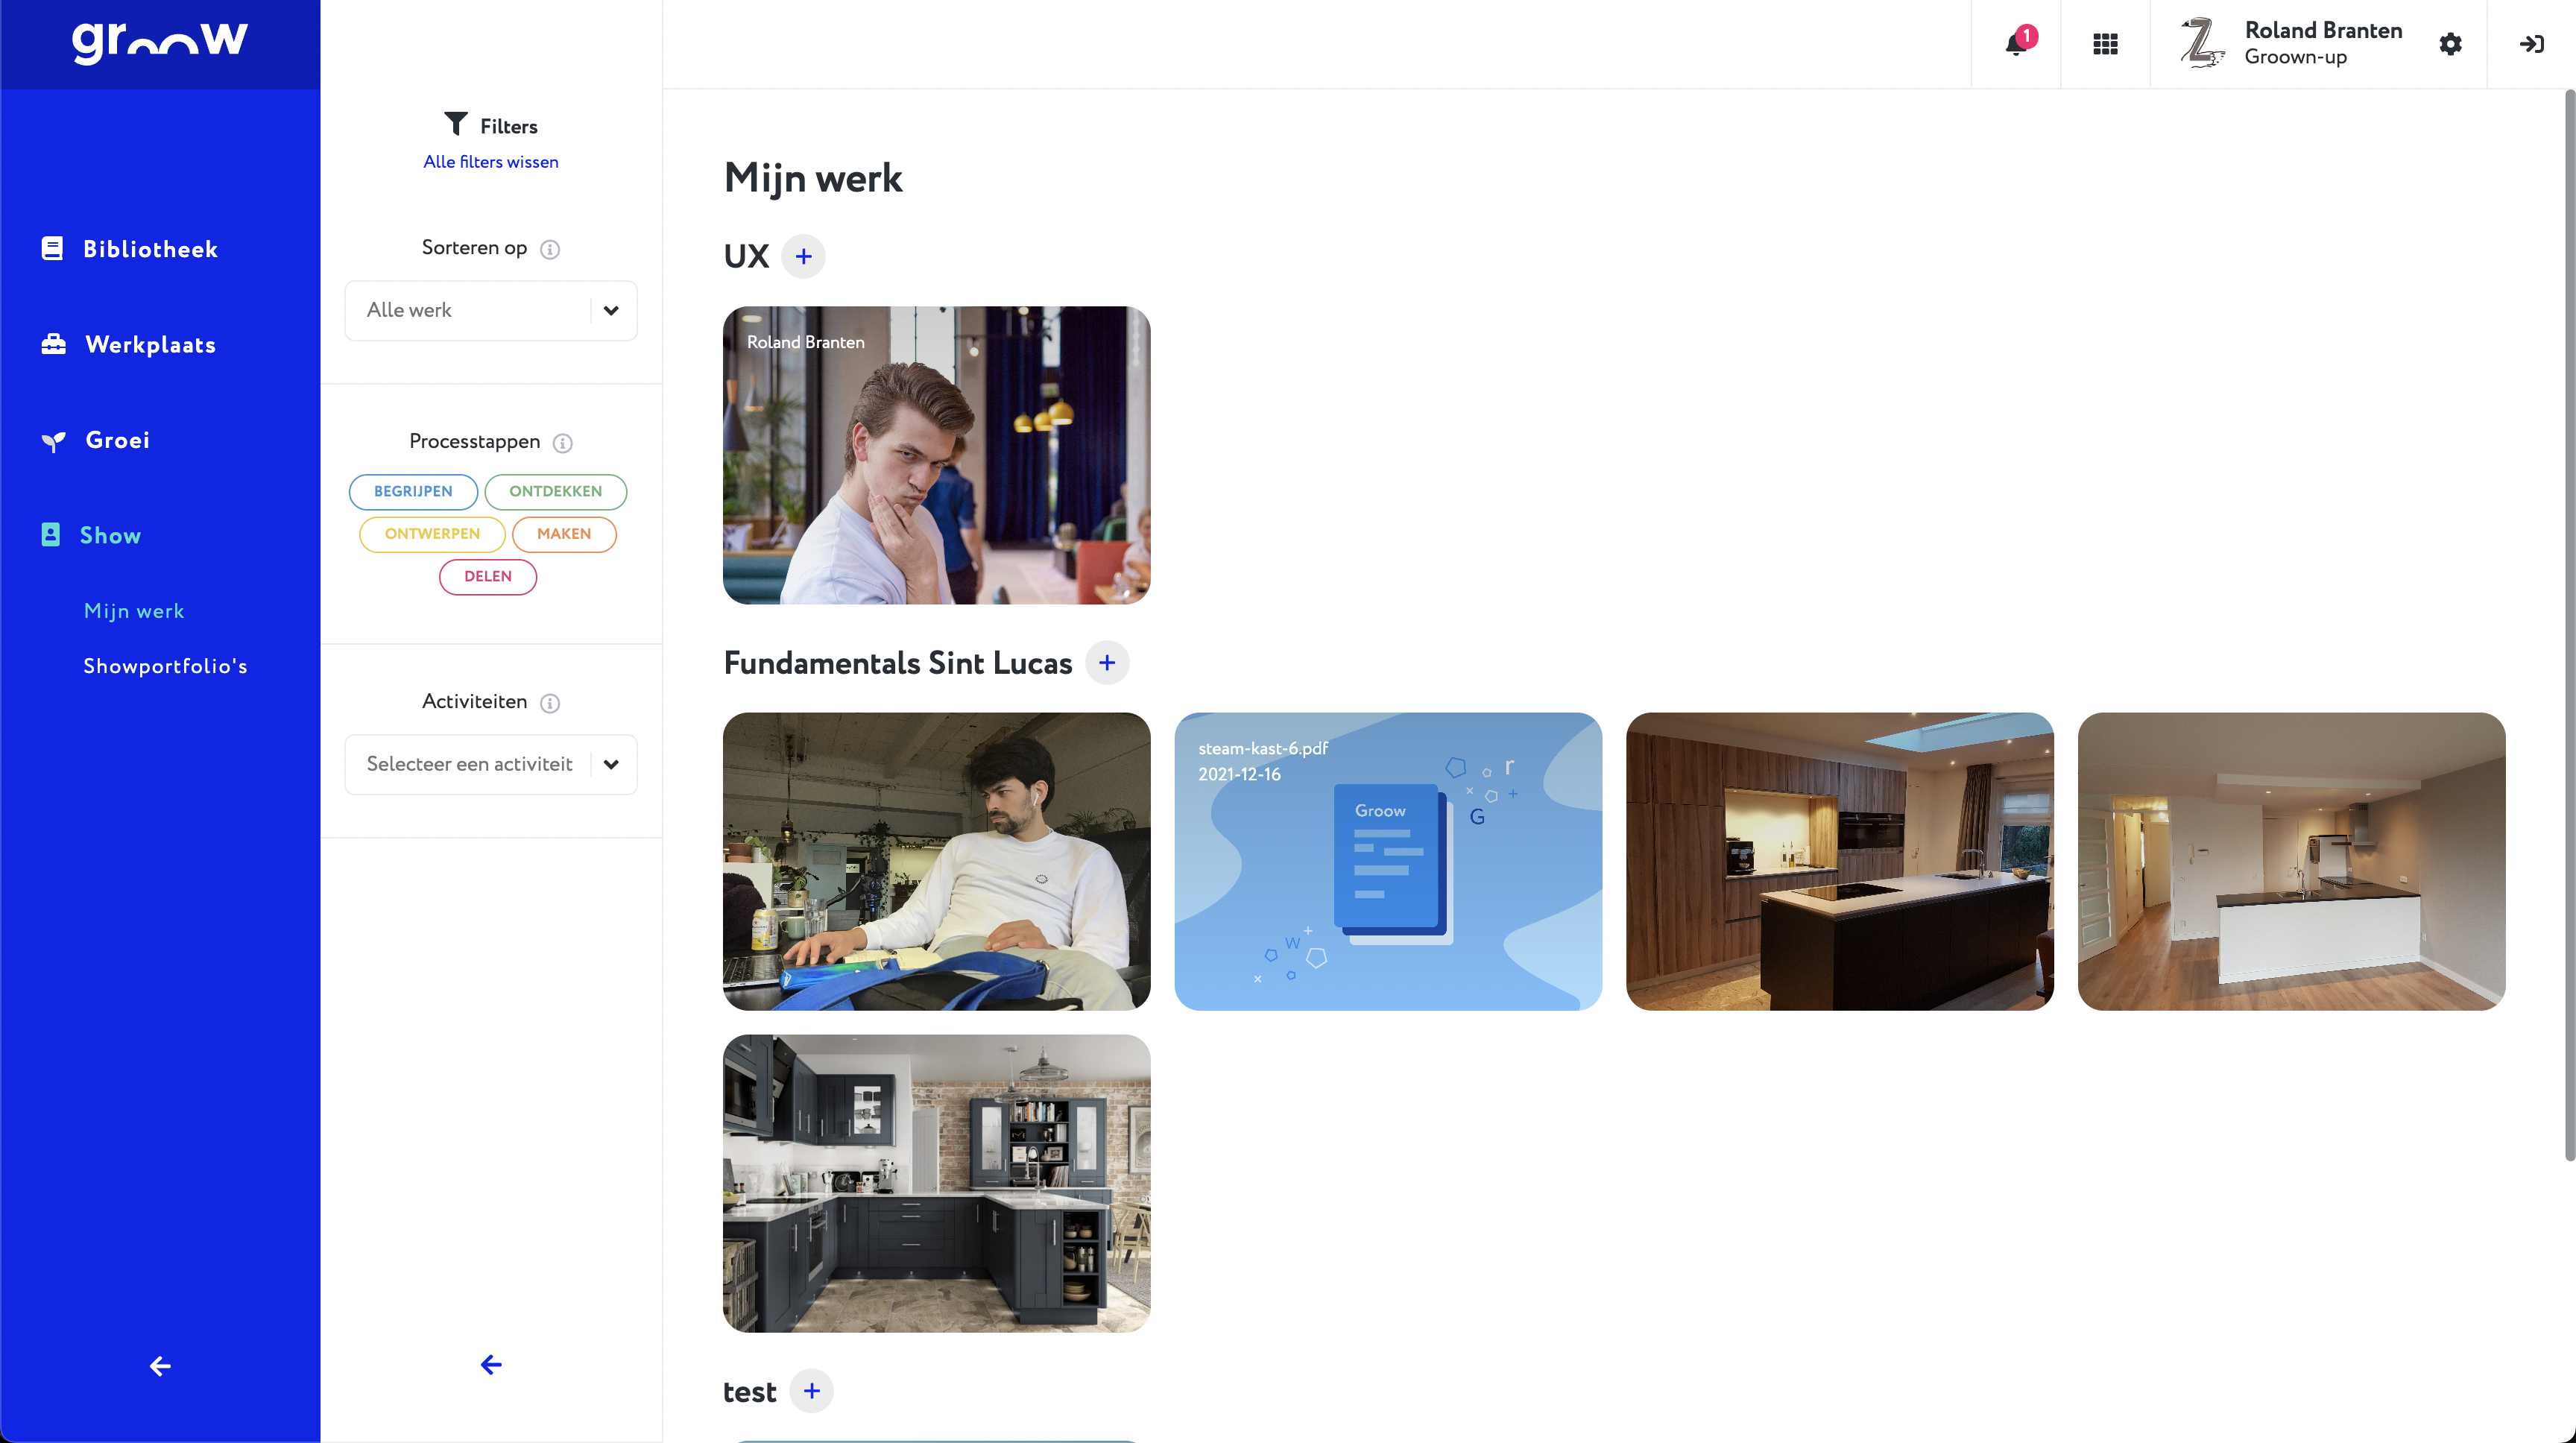 groow
Bibliotheek
Werkplaats
Groei
Show
Mijn werk
Showportfolio's
Filters
Alle filters wissen
Sorteren op
Alle werk
Processtappen
BEGRIJPEN
ONTDEKKEN
ONTWERPEN
MAKEN
DELEN
Activiteiten
Selecteer een activiteit
1
Roland Branten
Groown-up
Mijn werk
UX
Roland Branten
Fundamentals Sint Lucas
steam-kast-6.pdf
2021-12-16
Groow
r
G
W
test